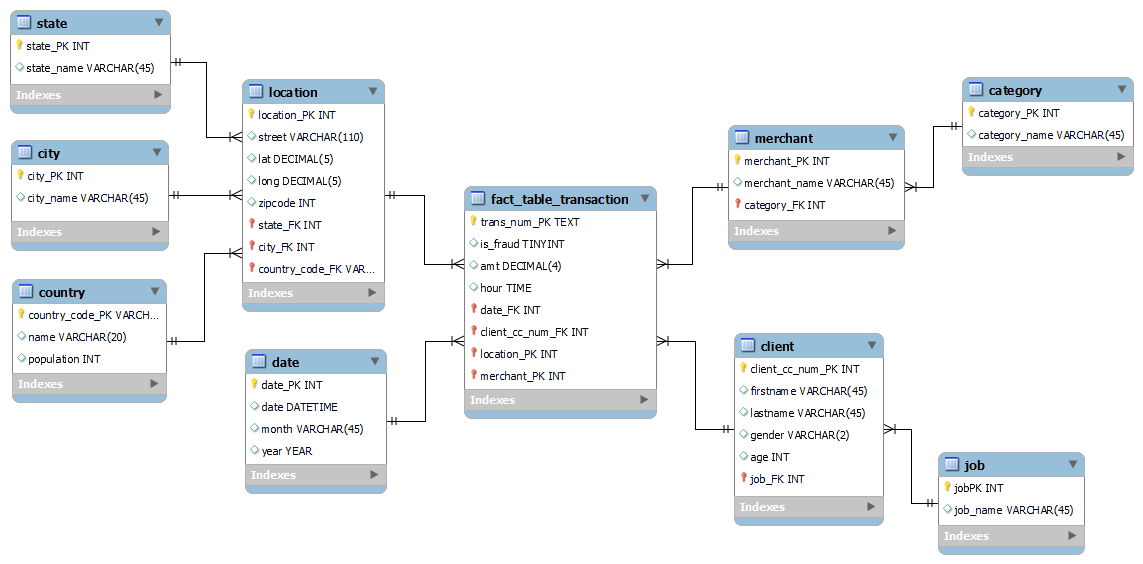 state
state_PK INT
state_name VARCHAR(45)
Indexes
city
city_PK INT
city_name VARCHAR(45)
Indexes
country
country_code_PK VARCH...
name VARCHAR(20)
population INT
Indexes
location
location_PK INT
street VARCHAR(110)
lat DECIMAL(5)
long DECIMAL(5)
zipcode INT
state_FK INT
city_FK INT
country_code_FK VAR...
Indexes
date
date_PK INT
date DATETIME
month VARCHAR(45)
year YEAR
Indexes
fact_table_transaction
trans_num_PK TEXT
is_fraud TINYINT
amt DECIMAL(4)
hour TIME
date_FK INT
client_cc_num_FK INT
location_PK INT
merchant_PK INT
Indexes
merchant
merchant_PK INT
merchant_name VARCHAR(45)
category_FK INT
Indexes
category
category_PK INT
category_name VARCHAR(45)
Indexes
client
client_cc_num_PK INT
firstname VARCHAR(45)
lastname VARCHAR(45)
gender VARCHAR(2)
age INT
job_FK INT
Indexes
job
jobPK INT
job_name VARCHAR(45)
Indexes